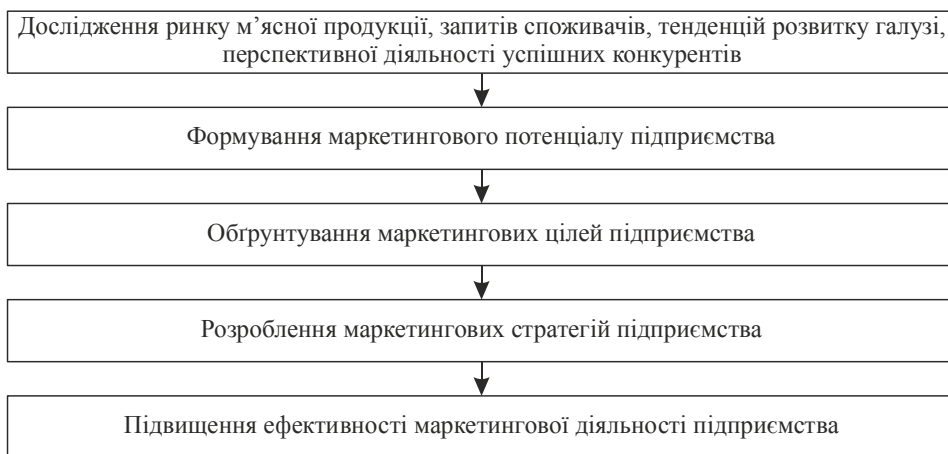 Дослідження ринку м’ясної продукції, запитів споживачів, тенденцій розвитку галузі,
перспективної діяльності успішних конкурентів
Формування маркетингового потенціалу підприємства
Обґрунтування маркетингових цілей підприємства
Розроблення маркетингових стратегій підприємства
Підвищення ефективності маркетингової діяльності підприємства